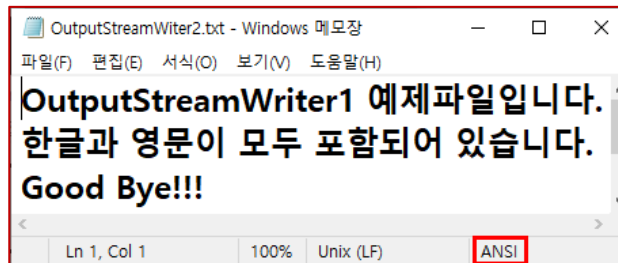 OutputStreamWiter2.txt - Windows 메모장
파일(F) 편집(E) 서식(O) 보기(V) 도움말(H)
OutputStreamWriter1 예제파일입니다.
한글과 영문이 모두 포함되어 있습니다.
Good Bye!!!
Ln 1, Col 1 100% Unix (LF) ANSI